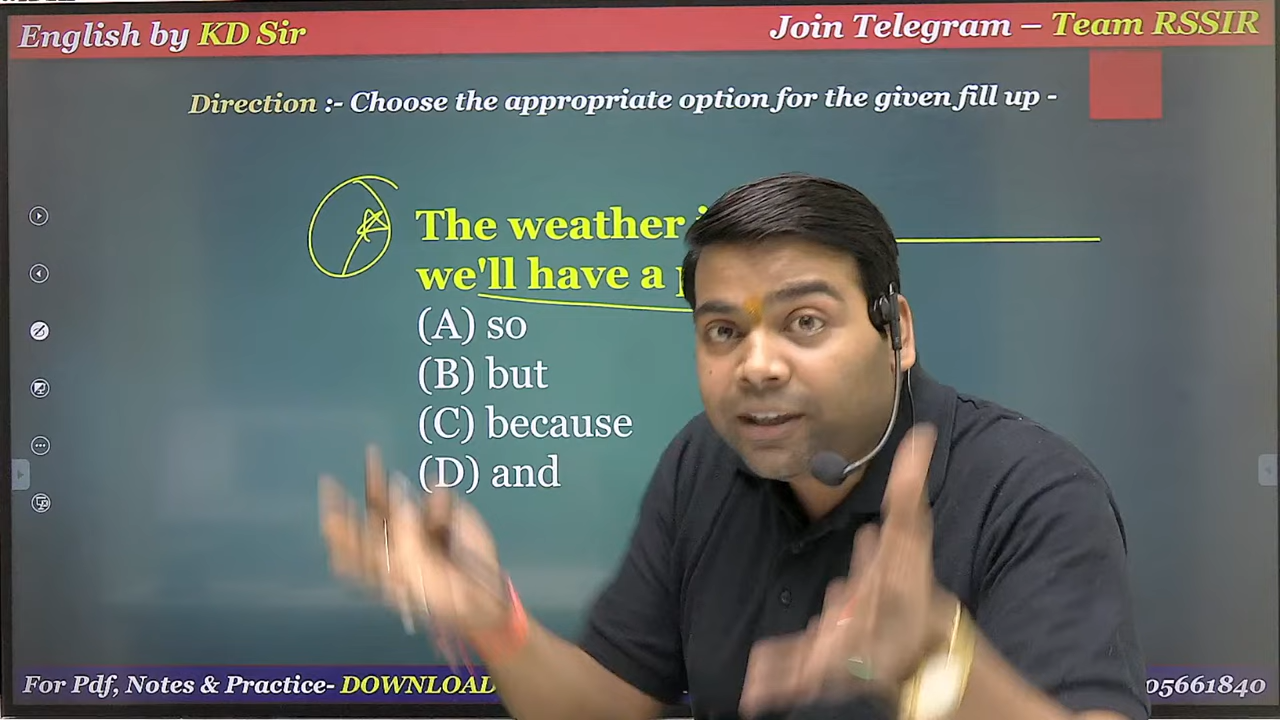 English by KD Sir
Join Telegram – Team RSSIR
Direction :- Choose the appropriate option for the given fill up -
The weather
we'll have a
(A) so
(B) but
(C) because
(D) and
For Pdf, Notes & Practice- DOWNLOAD
05661840